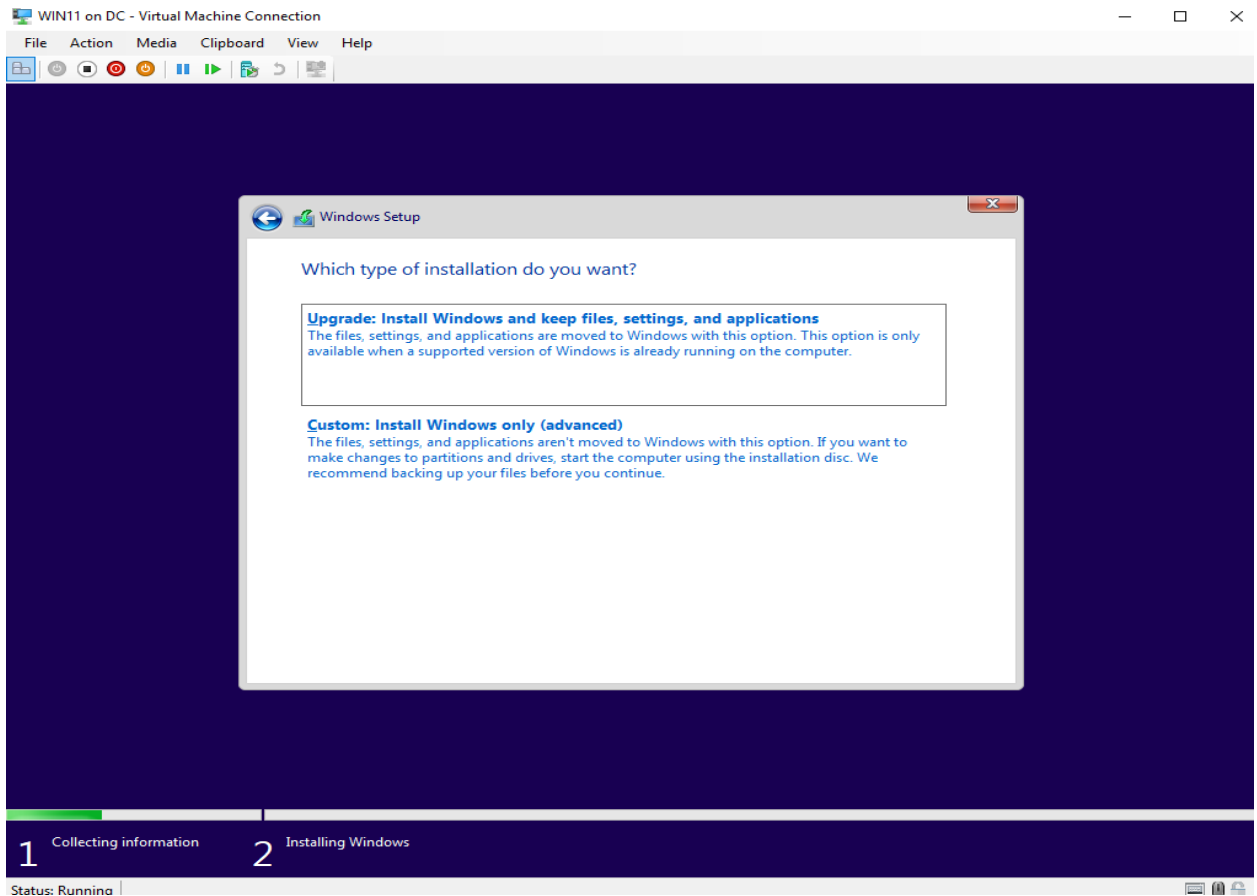 WIN11 on DC - Virtual Machine Connection
File Action Media Clipboard View Help
Windows Setup
Which type of installation do you want?
Upgrade: Install Windows and keep files, settings, and applications
The files, settings, and applications are moved to Windows with this option. This option is only
available when a supported version of Windows is already running on the computer.
Custom: Install Windows only (advanced)
The files, settings, and applications aren't moved to Windows with this option. If you want to
make changes to partitions and drives, start the computer using the installation disc. We
recommend backing up your files before you continue.
1 Collecting information 2 Installing Windows
Status: Running